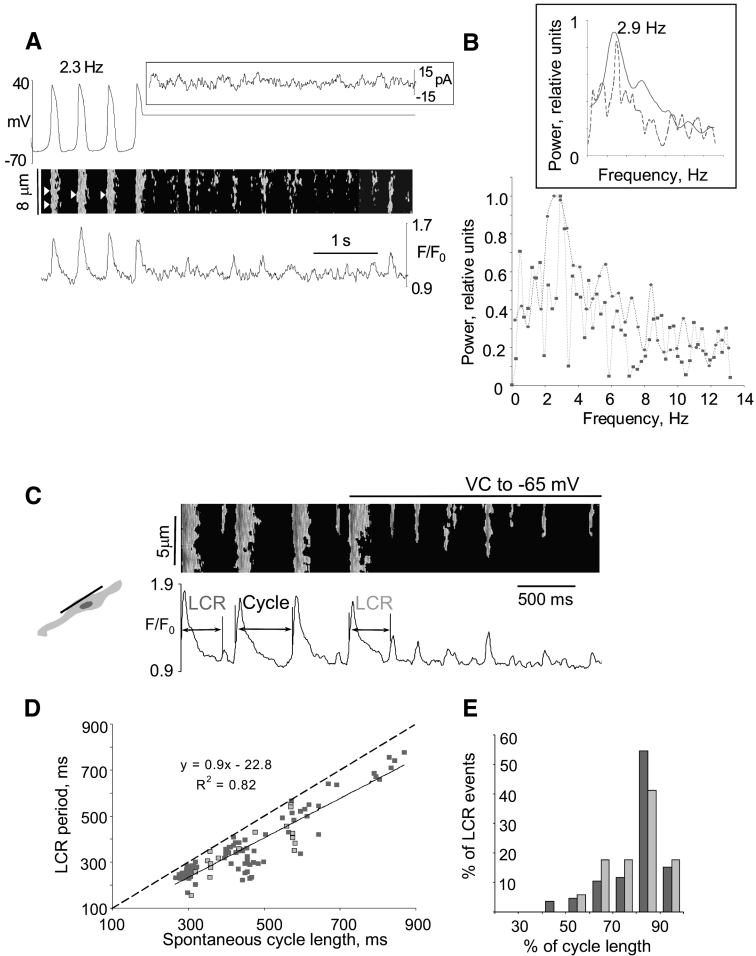 A
2.3 Hz
40
mV
-70
15
pA
-15
8 μm
1.7
F/F0
0.9
1 s
B
1
2.9 Hz
Power, relative units
0
Frequency, Hz
1.0
0.8
0.6
0.4
0.2
0
Power, relative units
0 2 4 6 8 10 12 14
Frequency, Hz
C
VC to -65 mV
5μm
500 ms
1.9
F/F0
0.9
LCR
Cycle
LCR
D
900
700
500
300
100
LCR period, ms
y = 0.9x - 22.8
R2 = 0.82
100 300 500 700 900
Spontaneous cycle length, ms
E
60
50
40
30
20
10
% of LCR events
30 50 70 90
% of cycle length